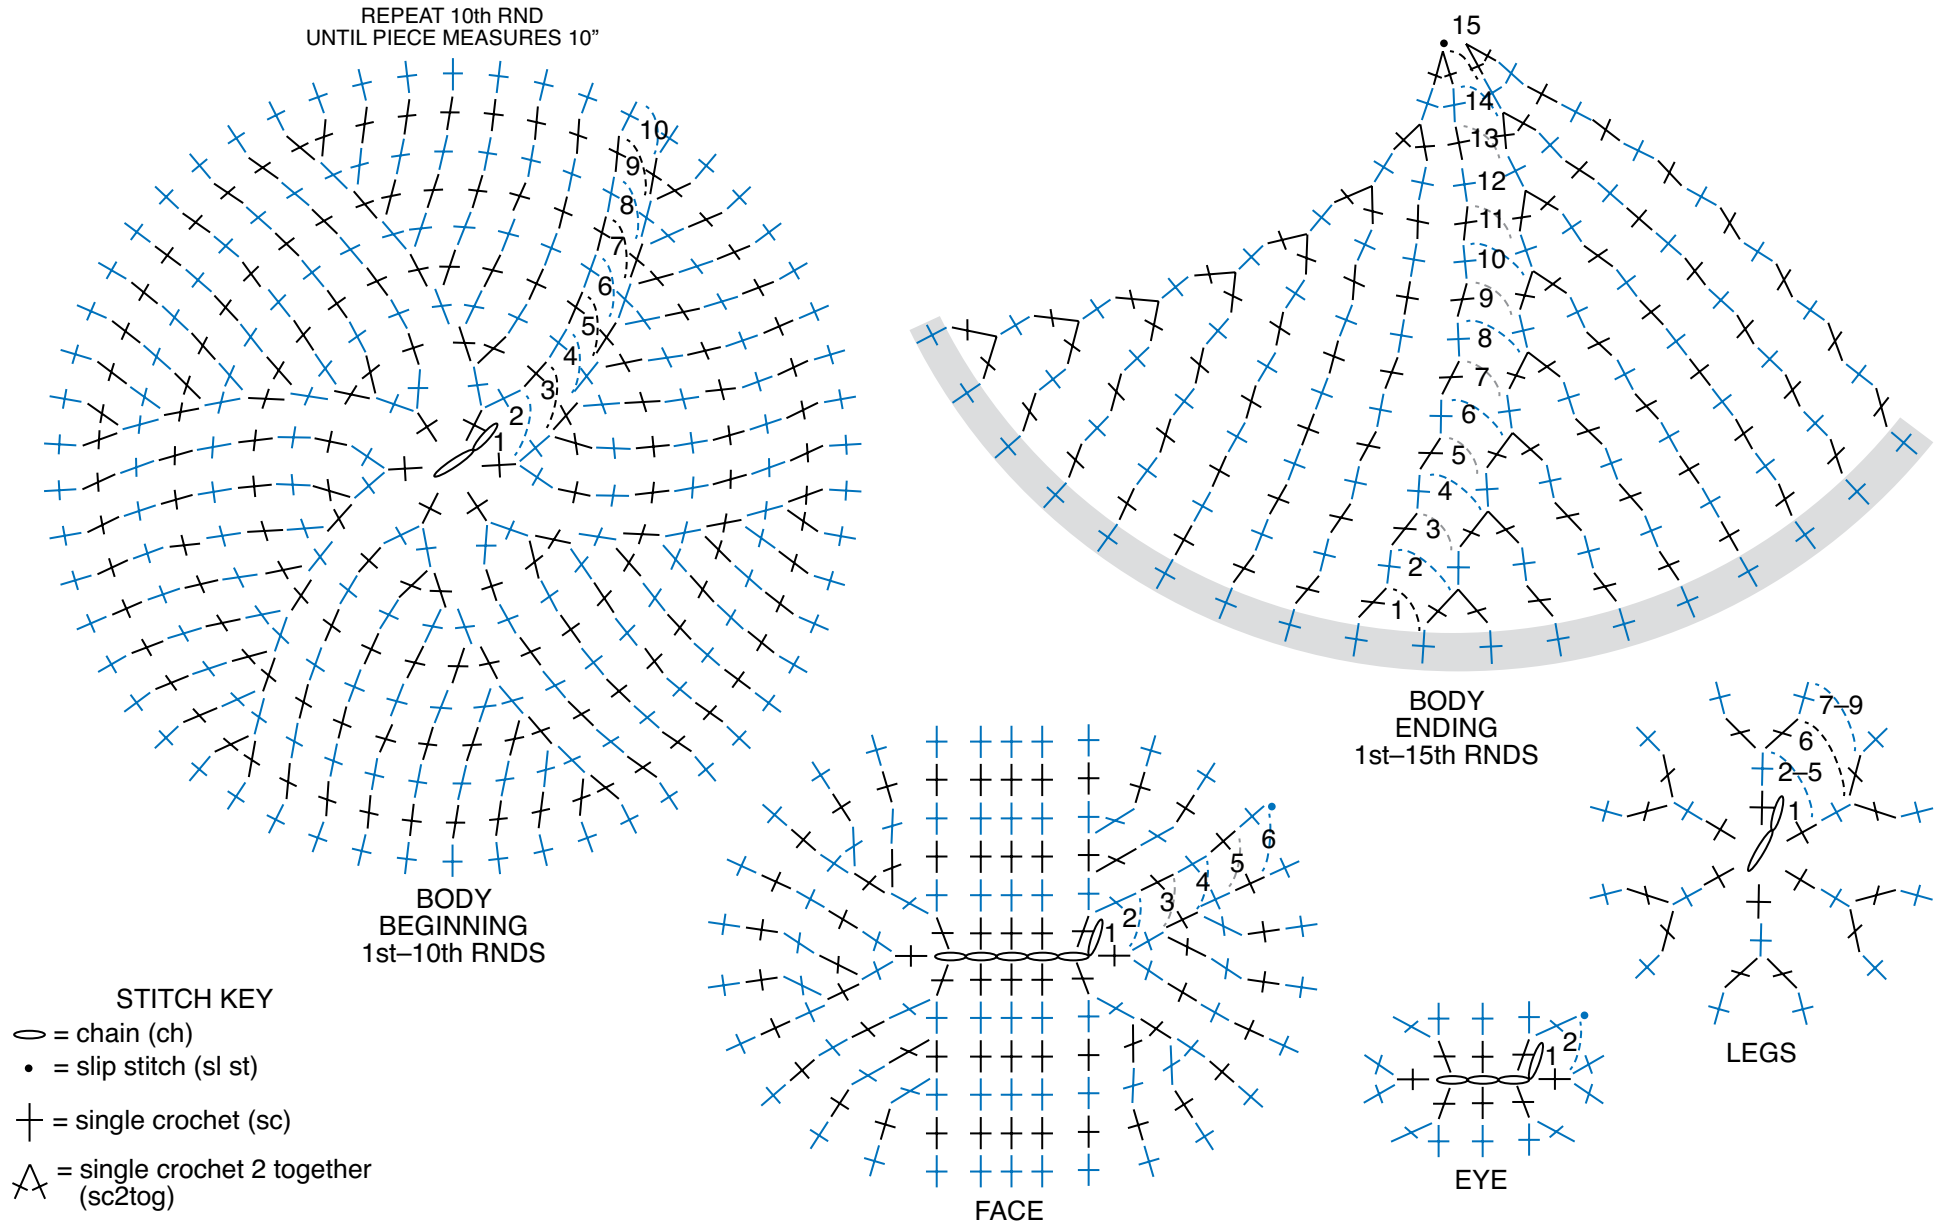 REPEAT 10th RND
UNTIL PIECE MEASURES 10”
10
9
8
7
6
5
4
3
2
1
BODY
BEGINNING
1st–10th RNDS
15
14
13
12
11
10
9
8
7
6
5
4
3
2
1
BODY
ENDING
1st–15th RNDS
STITCH KEY
= chain (ch)
= slip stitch (sl st)
= single crochet (sc)
= single crochet 2 together
(sc2tog)
1
2
3
4
5
6
FACE
1
2
EYE
7–9
6
2–5
1
LEGS